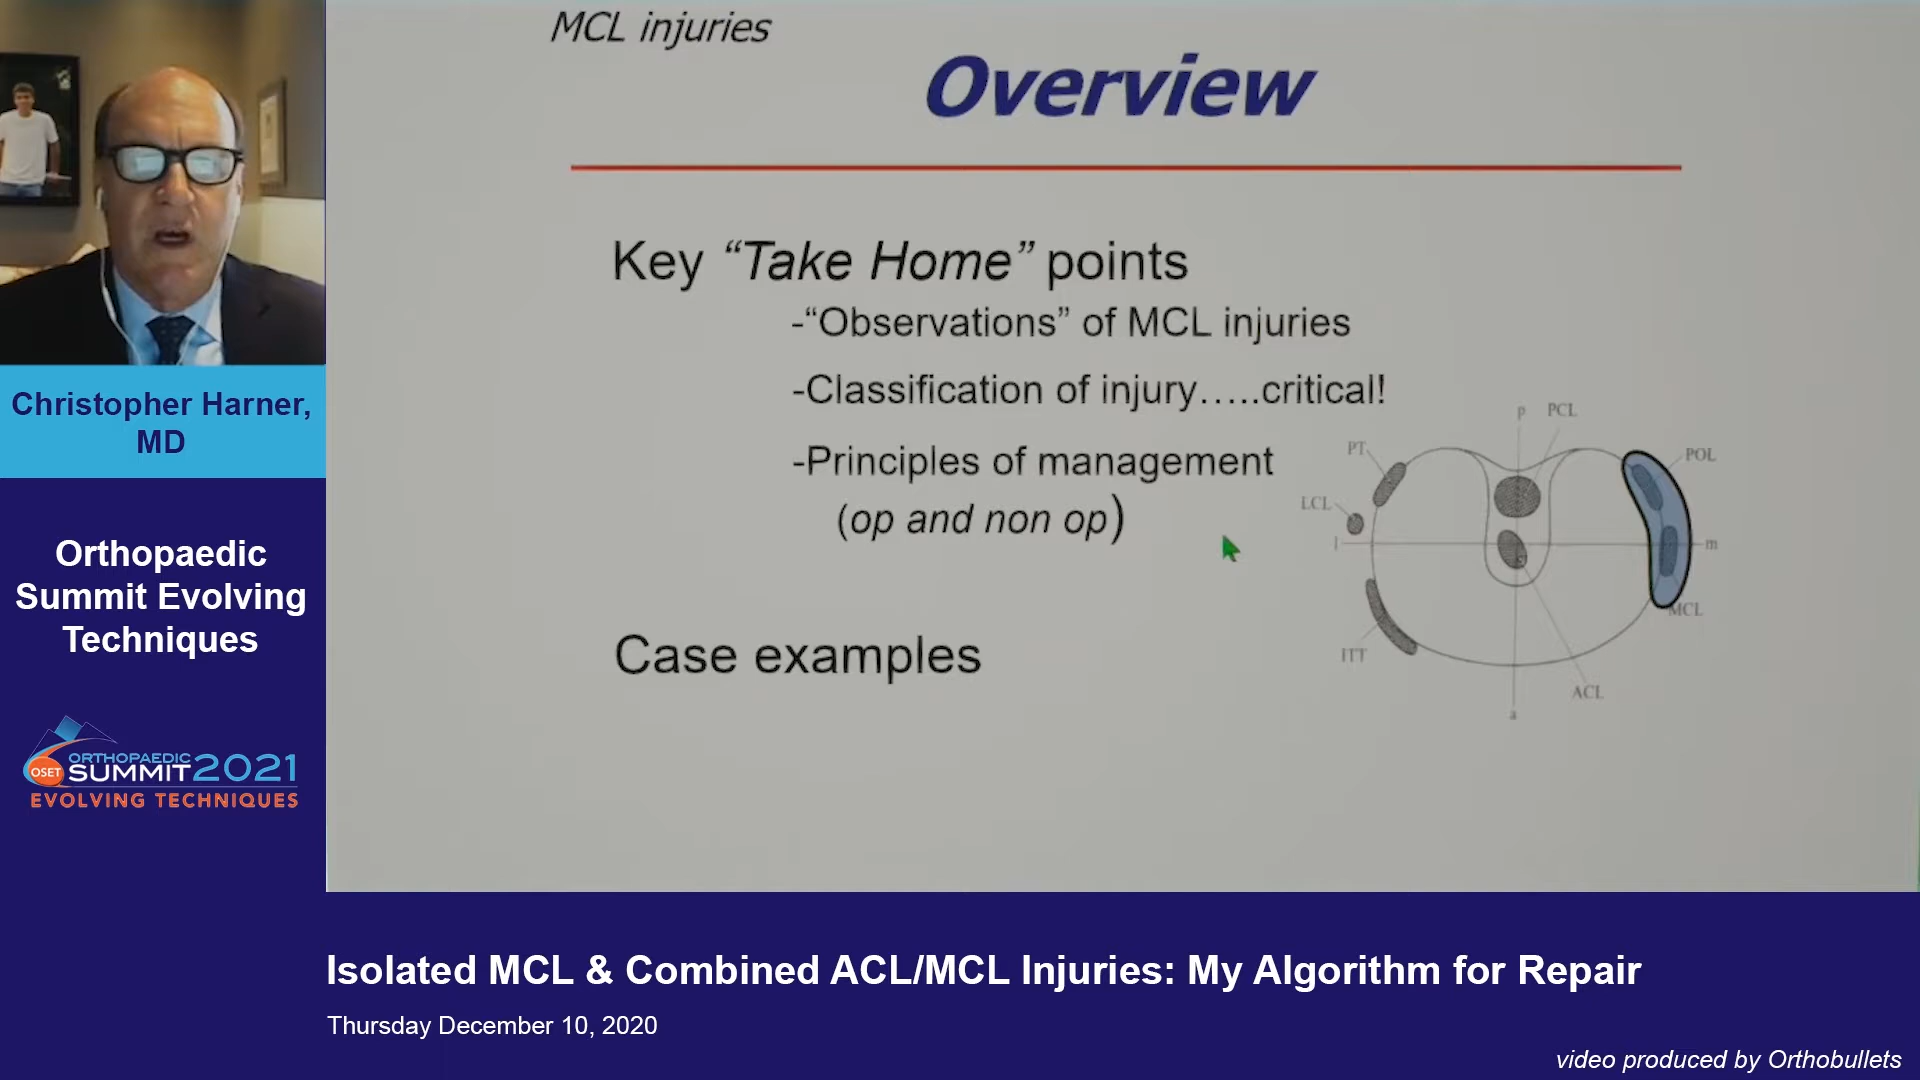 MCL injuries
Overview
Key “Take Home” points
-“Observations” of MCL injuries
-Classification of injury…..critical!
-Principles of management
(op and non op)
Case examples
p
PCL
PT
POL
LCL
l
m
MCL
ITT
ACL
a
Christopher Harner,
MD
Orthopaedic
Summit Evolving
Techniques
OSET
ORTHOPAEDIC
SUMMIT 2021
EVOLVING TECHNIQUES
Isolated MCL & Combined ACL/MCL Injuries: My Algorithm for Repair
Thursday December 10, 2020
video produced by Orthobullets